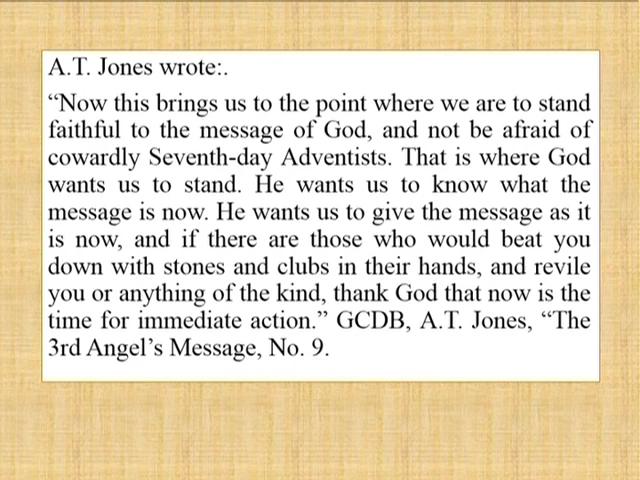 A.T. Jones wrote:.
“Now this brings us to the point where we are to stand
faithful to the message of God, and not be afraid of
cowardly Seventh-day Adventists. That is where God
wants us to stand. He wants us to know what the
message is now. He wants us to give the message as it
is now, and if there are those who would beat you
down with stones and clubs in their hands, and revile
you or anything of the kind, thank God that now is the
time for immediate action.” GCDB, A.T. Jones, “The
3rd Angel’s Message, No. 9.